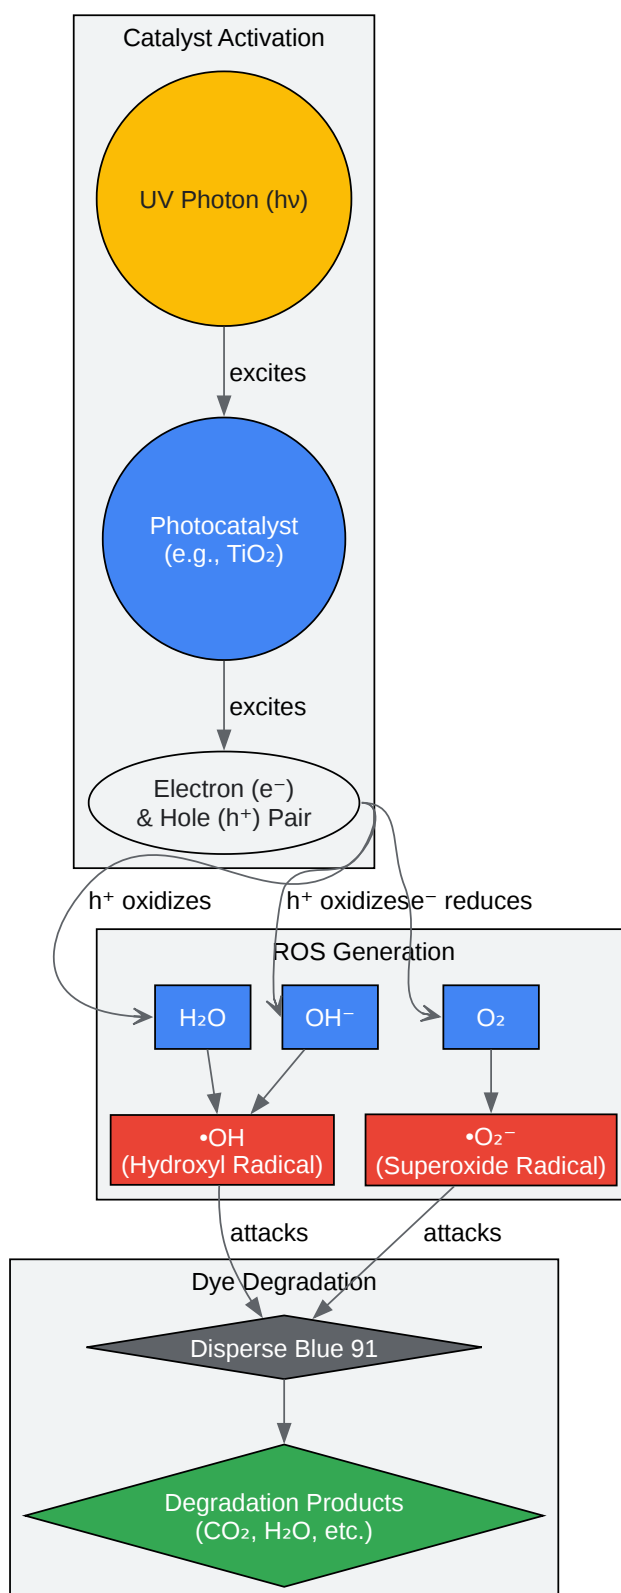 Catalyst Activation
UV Photon (hν)
excites
Photocatalyst
(e.g., TiO₂)
excites
Electron (e⁻)
& Hole (h⁺) Pair
h⁺ oxidizes
h⁺ oxidizes
e⁻ reduces
ROS Generation
H₂O
OH⁻
O₂
•OH
(Hydroxyl Radical)
•O₂⁻
(Superoxide Radical)
attacks
attacks
Dye Degradation
Disperse Blue 91
Degradation Products
(CO₂, H₂O, etc.)